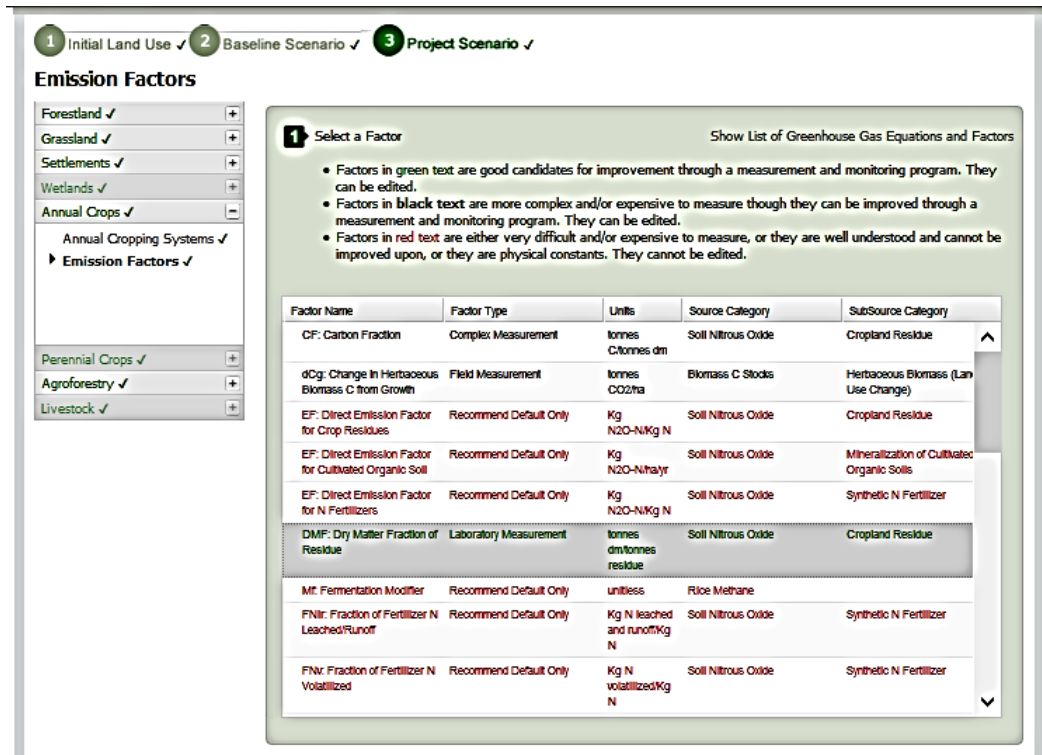 1 Initial Land Use ✓ 2 Baseline Scenario ✓ 3 Project Scenario ✓
Emission Factors
Forestland ✓ +
Grassland ✓ +
Settlements ✓ +
Wetlands ✓ +
Annual Crops ✓ −
Annual Cropping Systems ✓
Emission Factors ✓
Perennial Crops ✓ +
Agroforestry ✓ +
Livestock ✓ +
1 Select a Factor Show List of Greenhouse Gas Equations and Factors
• Factors in green text are good candidates for improvement through a measurement and monitoring program. They
can be edited.
• Factors in black text are more complex and/or expensive to measure though they can be improved through a
measurement and monitoring program. They can be edited.
• Factors in red text are either very difficult and/or expensive to measure, or they are well understood and cannot be
improved upon, or they are physical constants. They cannot be edited.
Factor Name Factor Type Units Source Category SubSource Category
CF: Carbon Fraction Complex Measurement tonnes Soil Nitrous Oxide Cropland Residue
C/tonnes dm
dCg: Change in Herbaceous Field Measurement tonnes Biomass C Stocks Herbaceous Biomass (Lan
Biomass C from Growth CO2/ha Use Change)
EF: Direct Emission Factor Recommend Default Only Kg Soil Nitrous Oxide Cropland Residue
for Crop Residues N2O-N/Kg N
EF: Direct Emission Factor Recommend Default Only Kg Soil Nitrous Oxide Mineralization of Cultivated
for Cultivated Organic Soil N2O-N/ha/yr Organic Soils
EF: Direct Emission Factor Recommend Default Only Kg Soil Nitrous Oxide Synthetic N Fertilizer
for N Fertilizers N2O-N/Kg N
DMF: Dry Matter Fraction of Laboratory Measurement tonnes Soil Nitrous Oxide Cropland Residue
Residue dm/tonnes
residue
Mf: Fermentation Modifier Recommend Default Only unitless Rice Methane
FNlr: Fraction of Fertilizer N Recommend Default Only Kg N leached Soil Nitrous Oxide Synthetic N Fertilizer
Leached/Runoff and runoff/Kg
N
FNv: Fraction of Fertilizer N Recommend Default Only Kg N Soil Nitrous Oxide Synthetic N Fertilizer
Volatilized volatilized/Kg
N